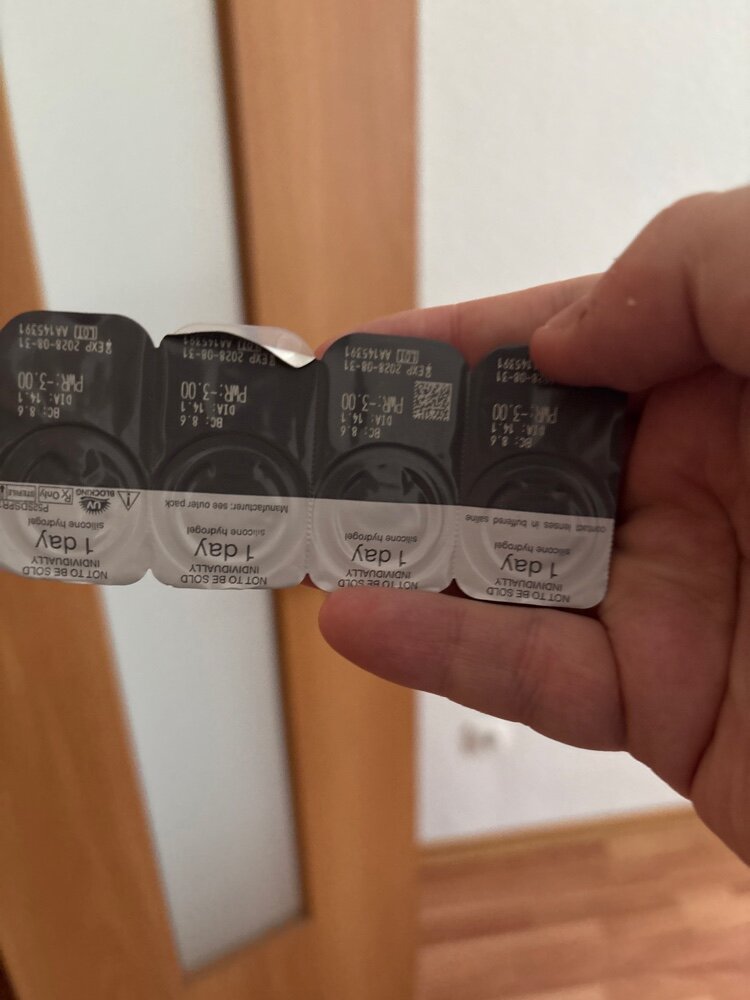 NOT TO BE SOLD
INDIVIDUALLY
1 day
silicone hydrogel
contact lenses in buffered saline
BC: 8.6
DIA: 14.1
PWR:-3.00
NOT TO BE SOLD
INDIVIDUALLY
1 day
silicone hydrogel
BC: 8.6
DIA: 14.1
PWR:-3.00
EXP 2028-08-31
LOT AA145391
NOT TO BE SOLD
INDIVIDUALLY
1 day
silicone hydrogel
Manufacturer: see outer pack
BC: 8.6
DIA: 14.1
PWR:-3.00
EXP 2028-08-31
NOT TO BE SOLD
INDIVIDUALLY
1 day
silicone hydrogel
UV BLOCKING Rx Only STERILE
BC: 8.6
DIA: 14.1
PWR:-3.00
EXP 2028-08-31
LOT AA145391